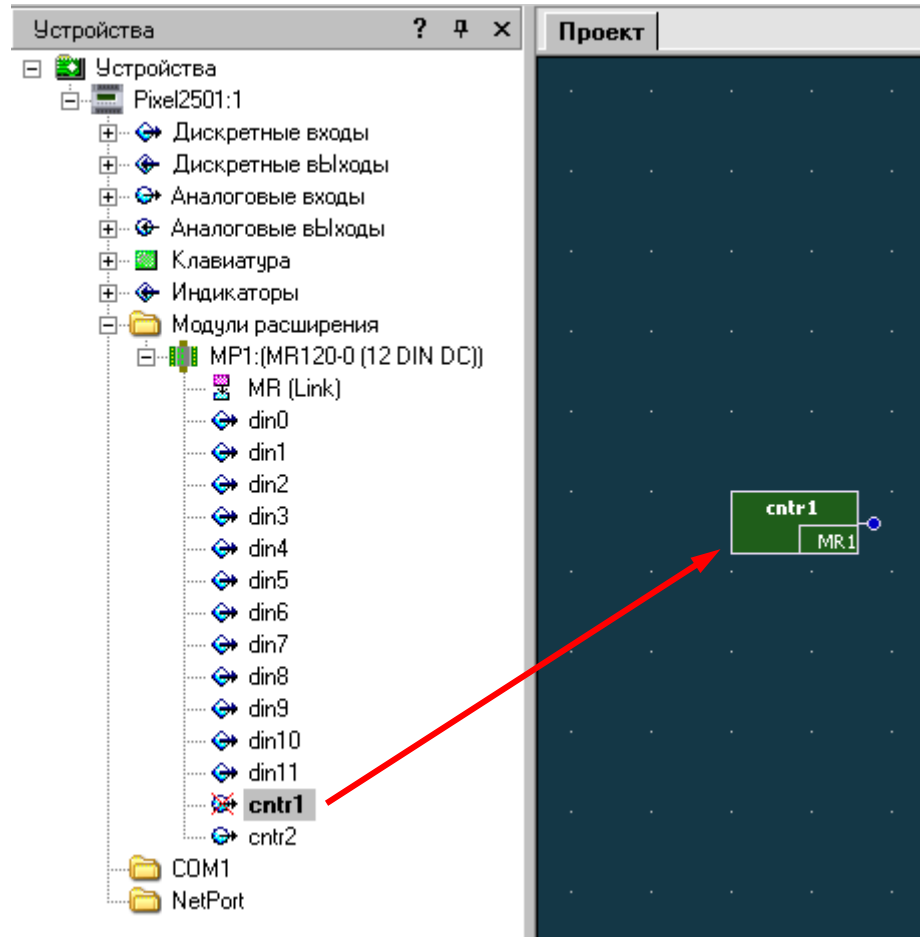 Устройства ?
Проект
Устройства
Pixel2501:1
Дискретные входы
Дискретные вЫходы
Аналоговые входы
Аналоговые вЫходы
Клавиатура
Индикаторы
Модули расширения
MP1:(MR120-0 (12 DIN DC))
MR (Link)
din0
din1
din2
din3
din4
din5
din6
din7
din8
din9
din10
din11
cntr1
cntr2
COM1
NetPort
cntr1
MR1